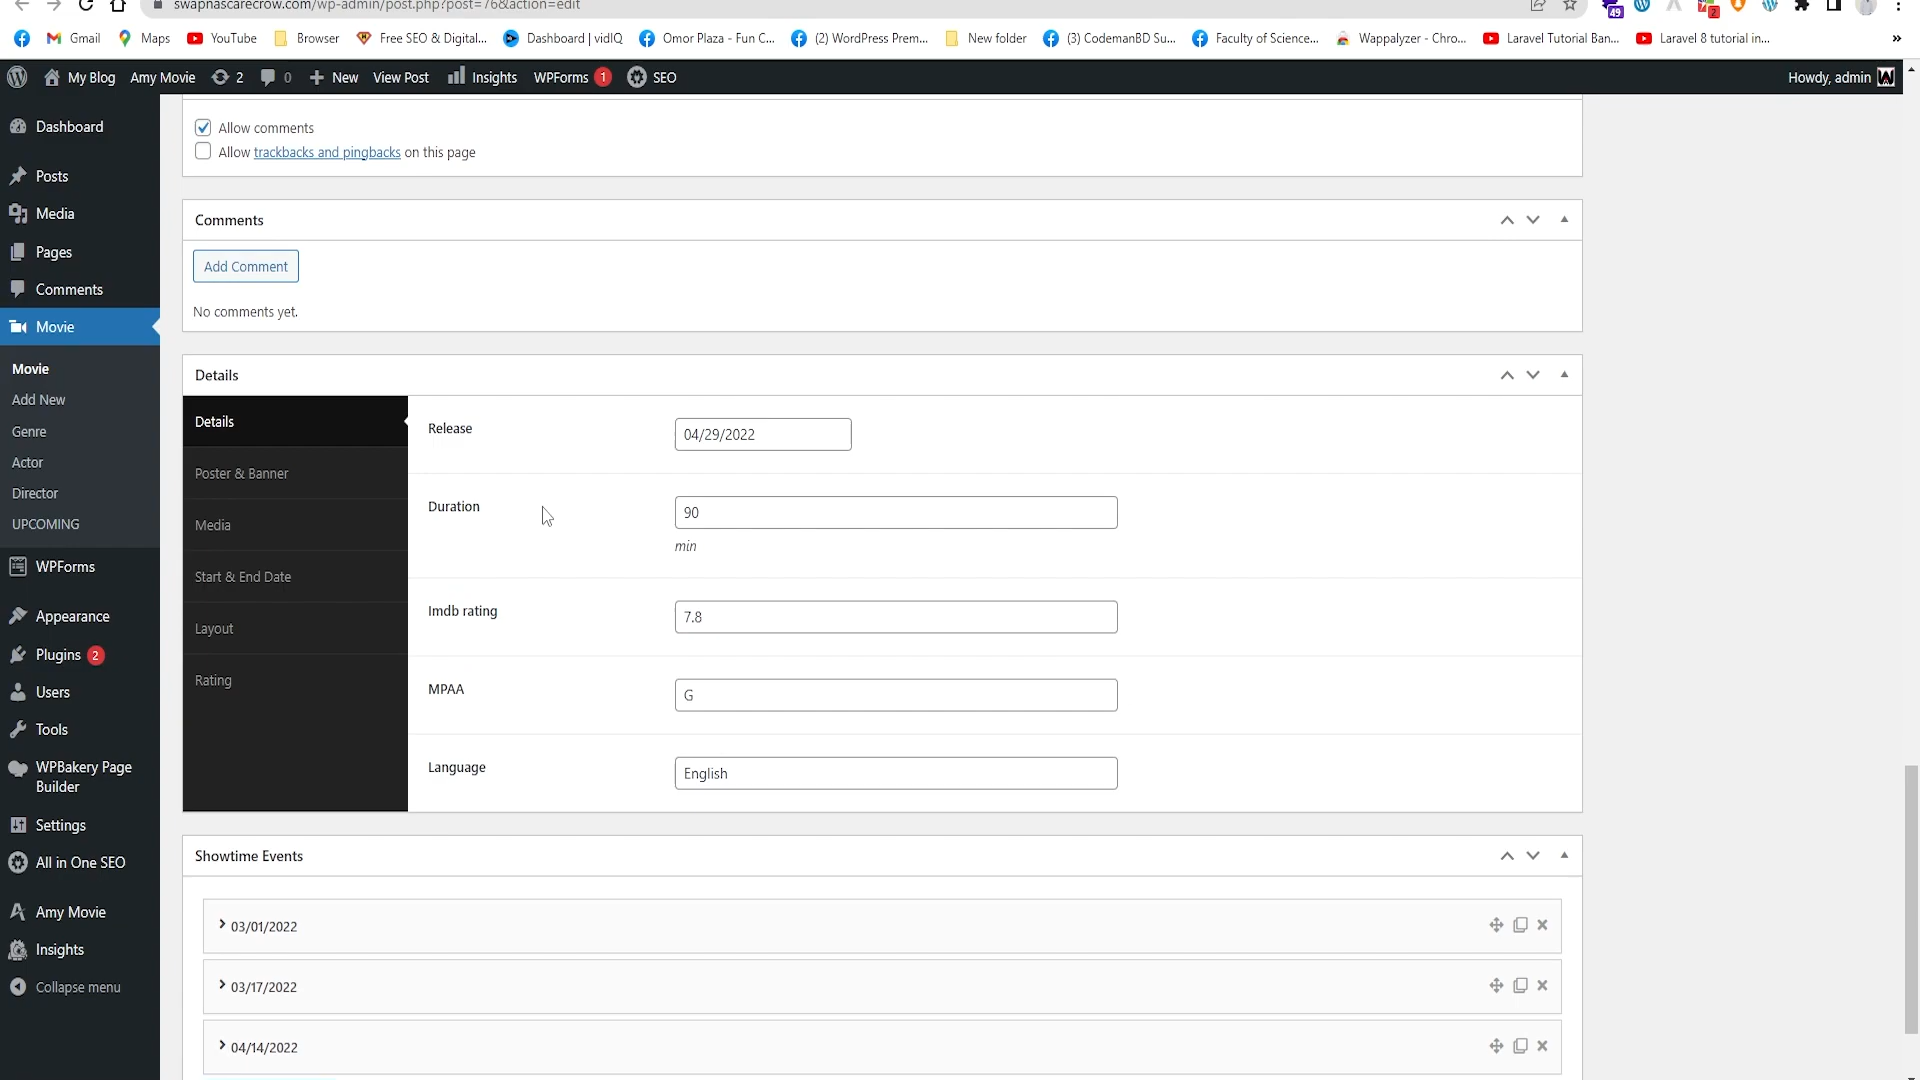 swapnascarecrow.com/wp-admin/post.php?post=76&action=edit
49
2
Gmail
Maps
YouTube
Browser
Free SEO & Digital...
Dashboard | vidIQ
Omor Plaza - Fun C...
(2) WordPress Prem...
New folder
(3) CodemanBD Su...
Faculty of Science...
Wappalyzer - Chro...
Laravel Tutorial Ban...
Laravel 8 tutorial in...
»
My Blog
Amy Movie
2
0
New
View Post
Insights
WPForms 1
SEO
Howdy, admin
Dashboard
Posts
Media
Pages
Comments
Movie
Movie
Add New
Genre
Actor
Director
UPCOMING
WPForms
Appearance
Plugins 2
Users
Tools
WPBakery Page
Builder
Settings
All in One SEO
Amy Movie
Insights
Collapse menu
Allow comments
Allow trackbacks and pingbacks on this page
Comments
Add Comment
No comments yet.
Details
Details
Poster & Banner
Media
Start & End Date
Layout
Rating
Release
04/29/2022
Duration
90
min
Imdb rating
7.8
MPAA
G
Language
English
Showtime Events
03/01/2022
03/17/2022
04/14/2022